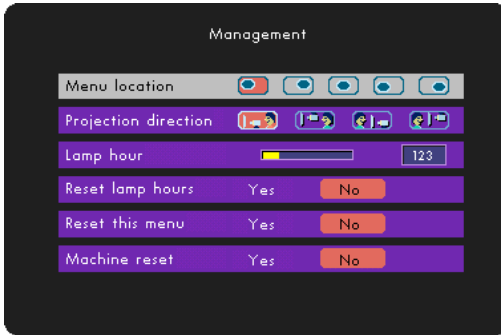 Management
Menu location
Projection direction
Lamp hour 123
Reset lamp hours Yes No
Reset this menu Yes No
Machine reset Yes No